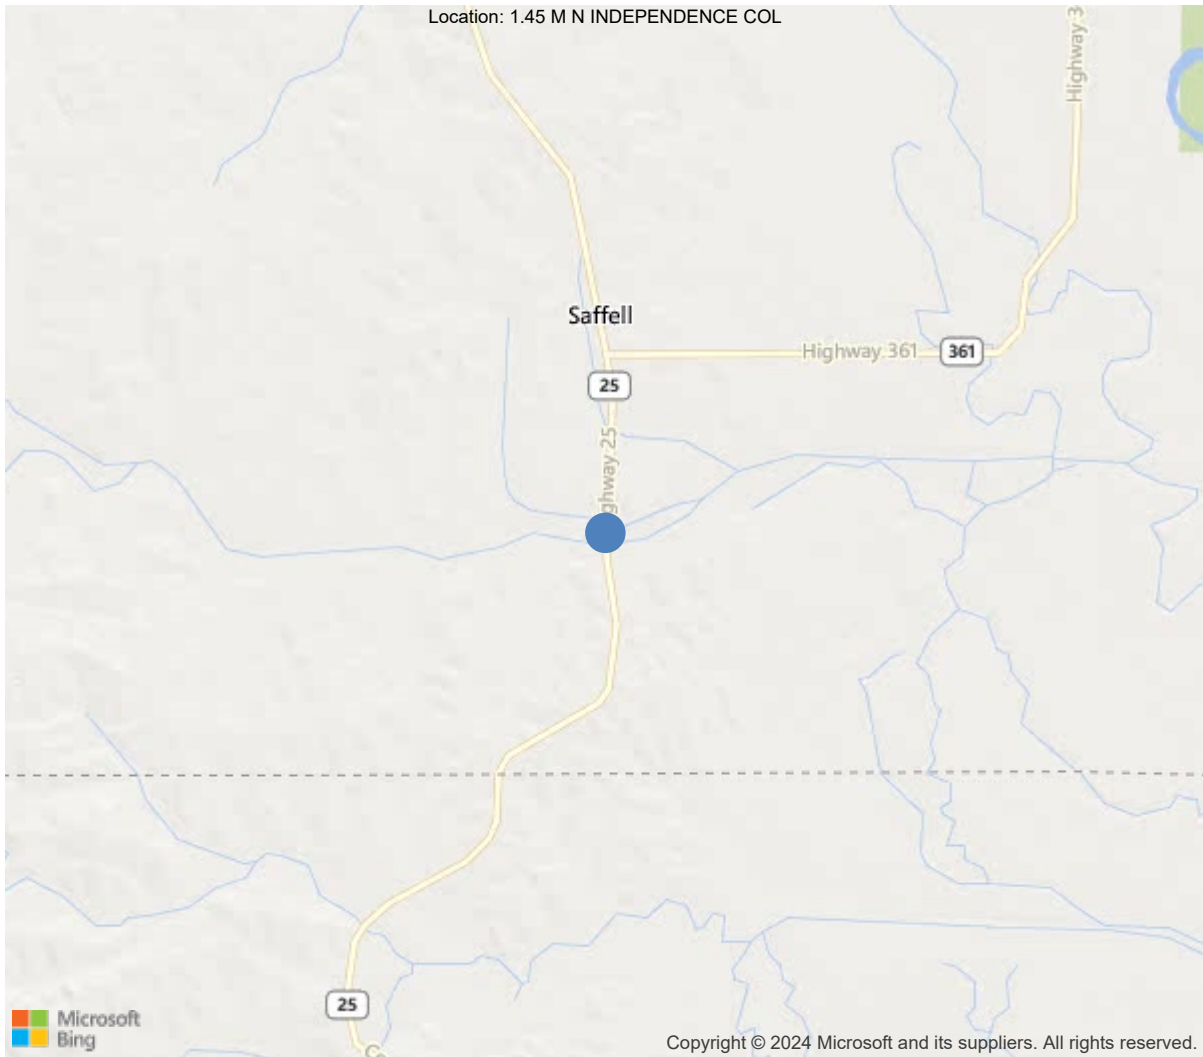 Location: 1.45 M N INDEPENDENCE COL
Highway 3
Saffell
Highway 361
361
25
ghway 25
25
Microsoft
Bing
Copyright © 2024 Microsoft and its suppliers. All rights reserved.